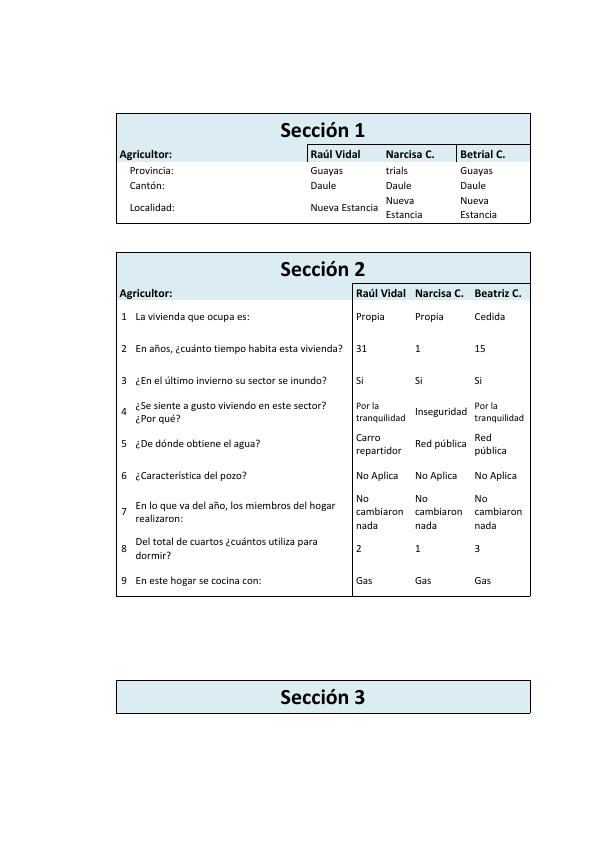 Sección 1
Agricultor: Raúl Vidal Narcisa C. Betrial C.
Provincia: Guayas trials Guayas
Cantón: Daule Daule Daule
Localidad: Nueva Estancia Nueva Estancia Nueva Estancia
Sección 2
Agricultor: Raúl Vidal Narcisa C. Beatriz C.
1 La vivienda que ocupa es: Propia Propia Cedida
2 En años, ¿cuánto tiempo habita esta vivienda? 31 1 15
3 ¿En el último invierno su sector se inundo? Si Si Si
4 ¿Se siente a gusto viviendo en este sector? ¿Por qué? Por la tranquilidad Inseguridad Por la tranquilidad
5 ¿De dónde obtiene el agua? Carro repartidor Red pública Red pública
6 ¿Característica del pozo? No Aplica No Aplica No Aplica
7 En lo que va del año, los miembros del hogar realizaron: No cambiaron nada No cambiaron nada No cambiaron nada
8 Del total de cuartos ¿cuántos utiliza para dormir? 2 1 3
9 En este hogar se cocina con: Gas Gas Gas
Sección 3